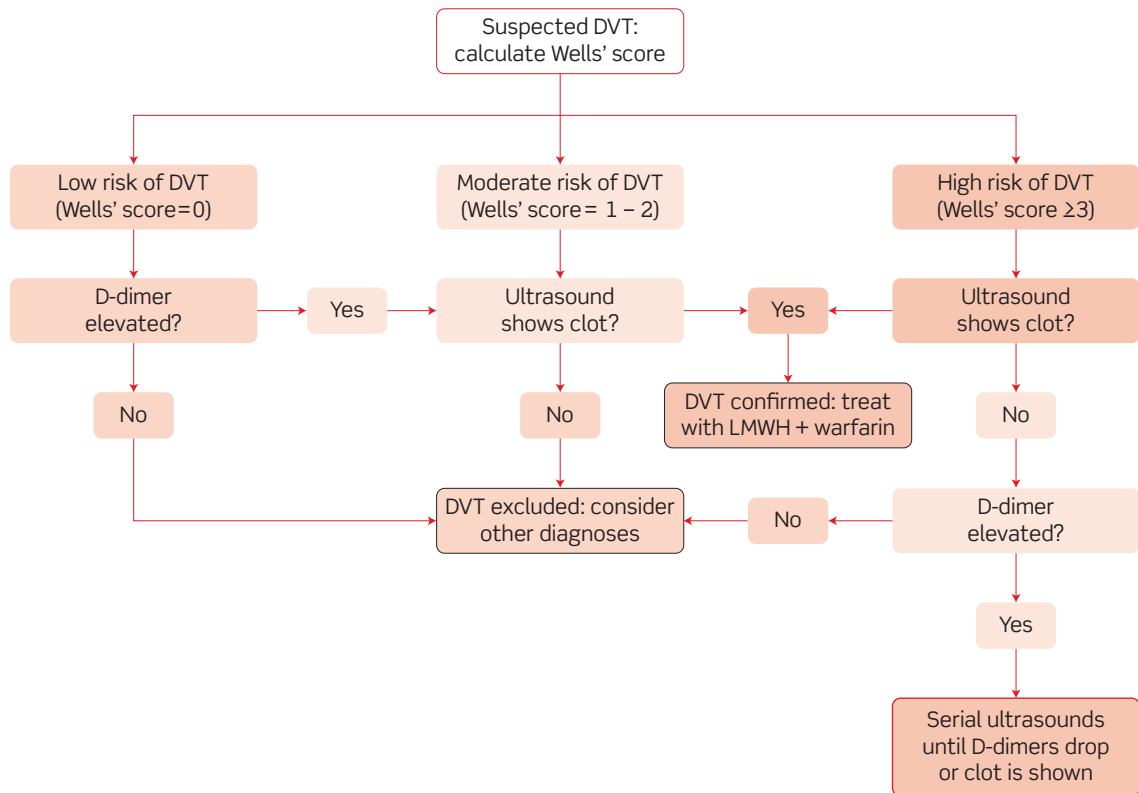 Suspected DVT:
calculate Wells’ score
Low risk of DVT
(Wells’ score=0)
Moderate risk of DVT
(Wells’ score= 1 – 2)
High risk of DVT
(Wells’ score ≥3)
D-dimer
elevated?
Yes
Ultrasound
shows clot?
Yes
Ultrasound
shows clot?
No
No
DVT confirmed: treat
with LMWH + warfarin
No
DVT excluded: consider
other diagnoses
No
D-dimer
elevated?
Yes
Serial ultrasounds
until D-dimers drop
or clot is shown